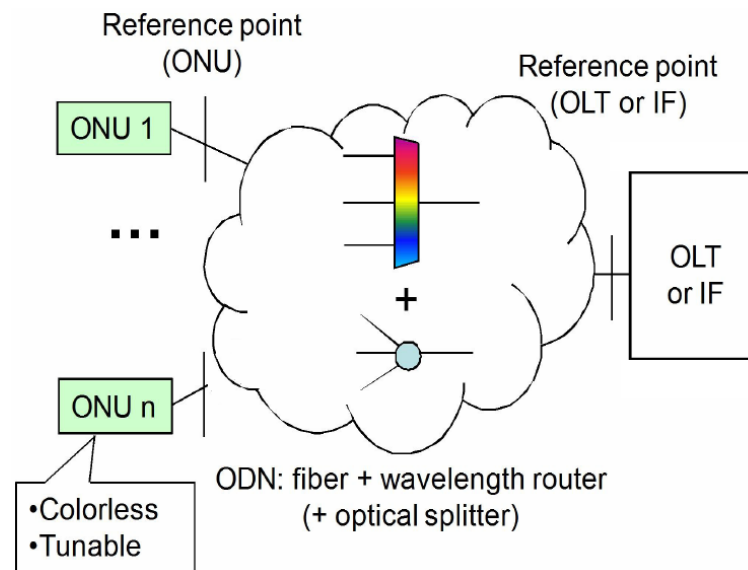 Reference point
(ONU)
Reference point
(OLT or IF)
ONU 1
...
+
OLT
or IF
ONU n
ODN: fiber + wavelength router
(+ optical splitter)
•Colorless
•Tunable